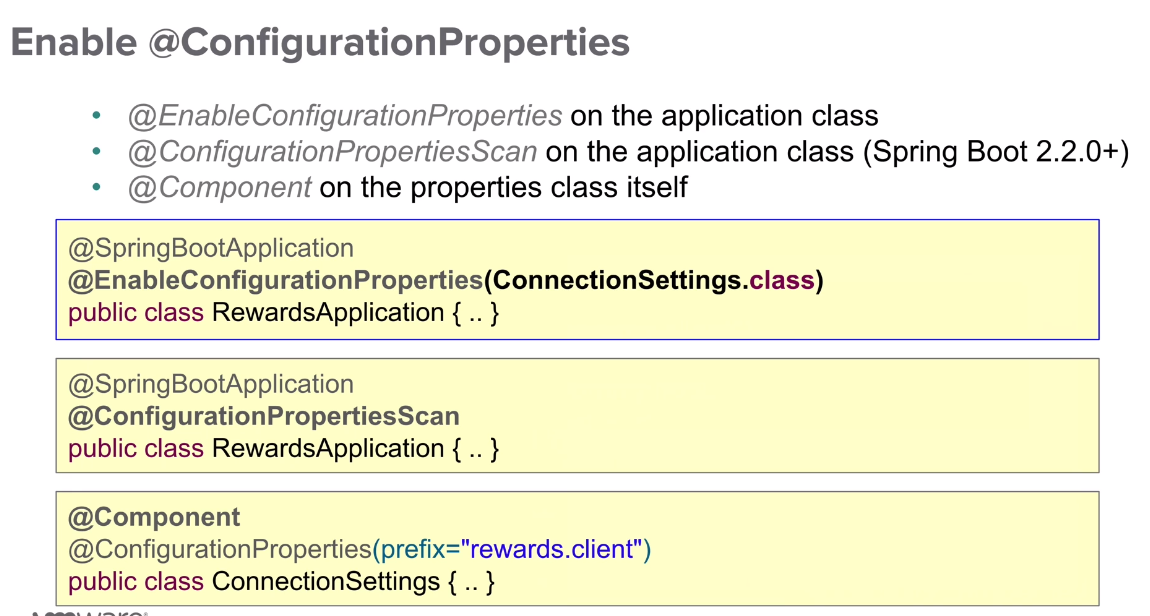 Enable @ConfigurationProperties
• @EnableConfigurationProperties on the application class
• @ConfigurationPropertiesScan on the application class (Spring Boot 2.2.0+)
• @Component on the properties class itself
@SpringBootApplication
@EnableConfigurationProperties(ConnectionSettings.class)
public class RewardsApplication { .. }
@SpringBootApplication
@ConfigurationPropertiesScan
public class RewardsApplication { .. }
@Component
@ConfigurationProperties(prefix="rewards.client")
public class ConnectionSettings { .. }